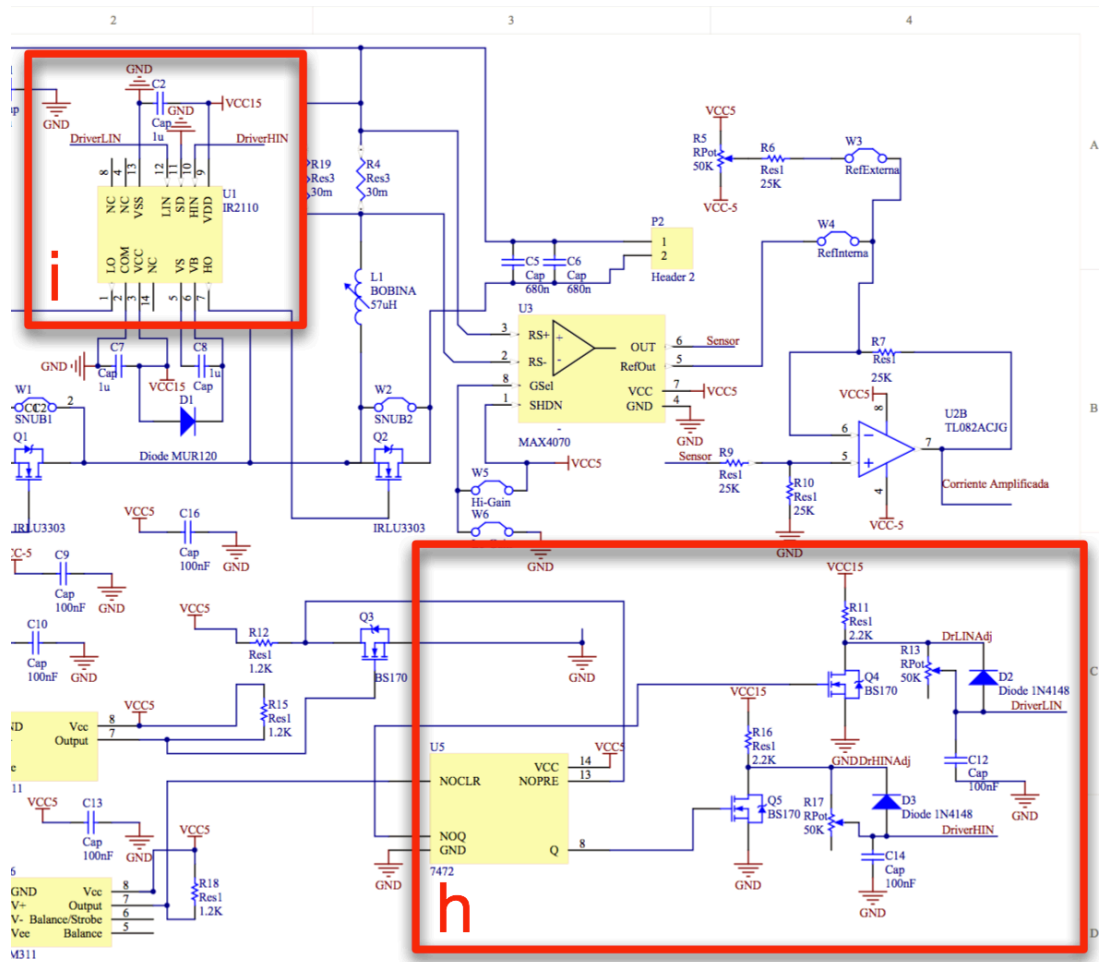 2
3
4
A
B
C
D
GND
C2
GND
Cap
1u
VCC15
DriverLIN
DriverHIN
GND
8
4
13
12
11
10
9
NC
NC
VSS
LIN
SD
HIN
VDD
U1
IR2110
LO
COM
VCC
NC
VS
VB
HO
1
2
3
14
5
6
7
i
R19
Res3
30m
R4
Res3
30m
L1
BOBINA
57uH
GND
C7
Cap
1u
VCC15
C8
1u
Cap
D1
W1
2
SNUB1
Q1
IRLU3303
Diode MUR120
W2
SNUB2
Q2
IRLU3303
VCC5
R5
RPot
50K
VCC-5
R6
Res1
25K
W3
RefExterna
W4
RefInterna
P2
1
2
Header 2
C5
Cap
680n
C6
Cap
680n
U3
3
RS+
2
RS-
8
GSel
1
SHDN
+
-
OUT
6
Sensor
RefOut
5
VCC
7
VCC5
GND
4
GND
MAX4070
VCC5
W5
Hi-Gain
W6
GND
R7
Res1
25K
VCC5
8
U2B
TL082ACJG
6
5
7
4
VCC-5
Sensor
R9
Res1
25K
R10
Res1
25K
GND
Corriente Amplificada
VCC5
C16
Cap
100nF
GND
C9
Cap
100nF
GND
C10
Cap
100nF
GND
VCC5
R12
Res1
1.2K
Q3
BS170
GND
VCC5
R15
Res1
1.2K
Vcc
8
Output
7
VCC5
C13
Cap
100nF
GND
VCC5
R18
Res1
1.2K
GND
V+
V-
Vee
Vcc
8
Output
7
Balance/Strobe
6
Balance
5
U5
NOCLR
VCC
14
VCC5
NOPRE
13
NOQ
GND
Q
8
GND
7472
VCC15
R11
Res1
2.2K
DrLINAdj
Q4
BS170
GND
R13
RPot
50K
D2
Diode 1N4148
DriverLIN
C12
Cap
100nF
GND
VCC15
R16
Res1
2.2K
DrHINAdj
Q5
BS170
GND
R17
RPot
50K
D3
Diode 1N4148
DriverHIN
C14
Cap
100nF
GND
h